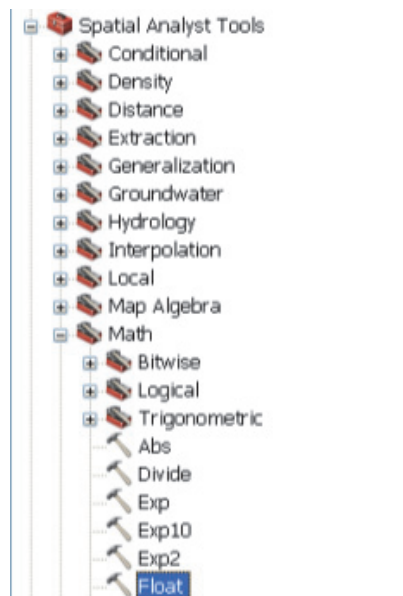 Spatial Analyst Tools
Conditional
Density
Distance
Extraction
Generalization
Groundwater
Hydrology
Interpolation
Local
Map Algebra
Math
Bitwise
Logical
Trigonometric
Abs
Divide
Exp
Exp10
Exp2
Float